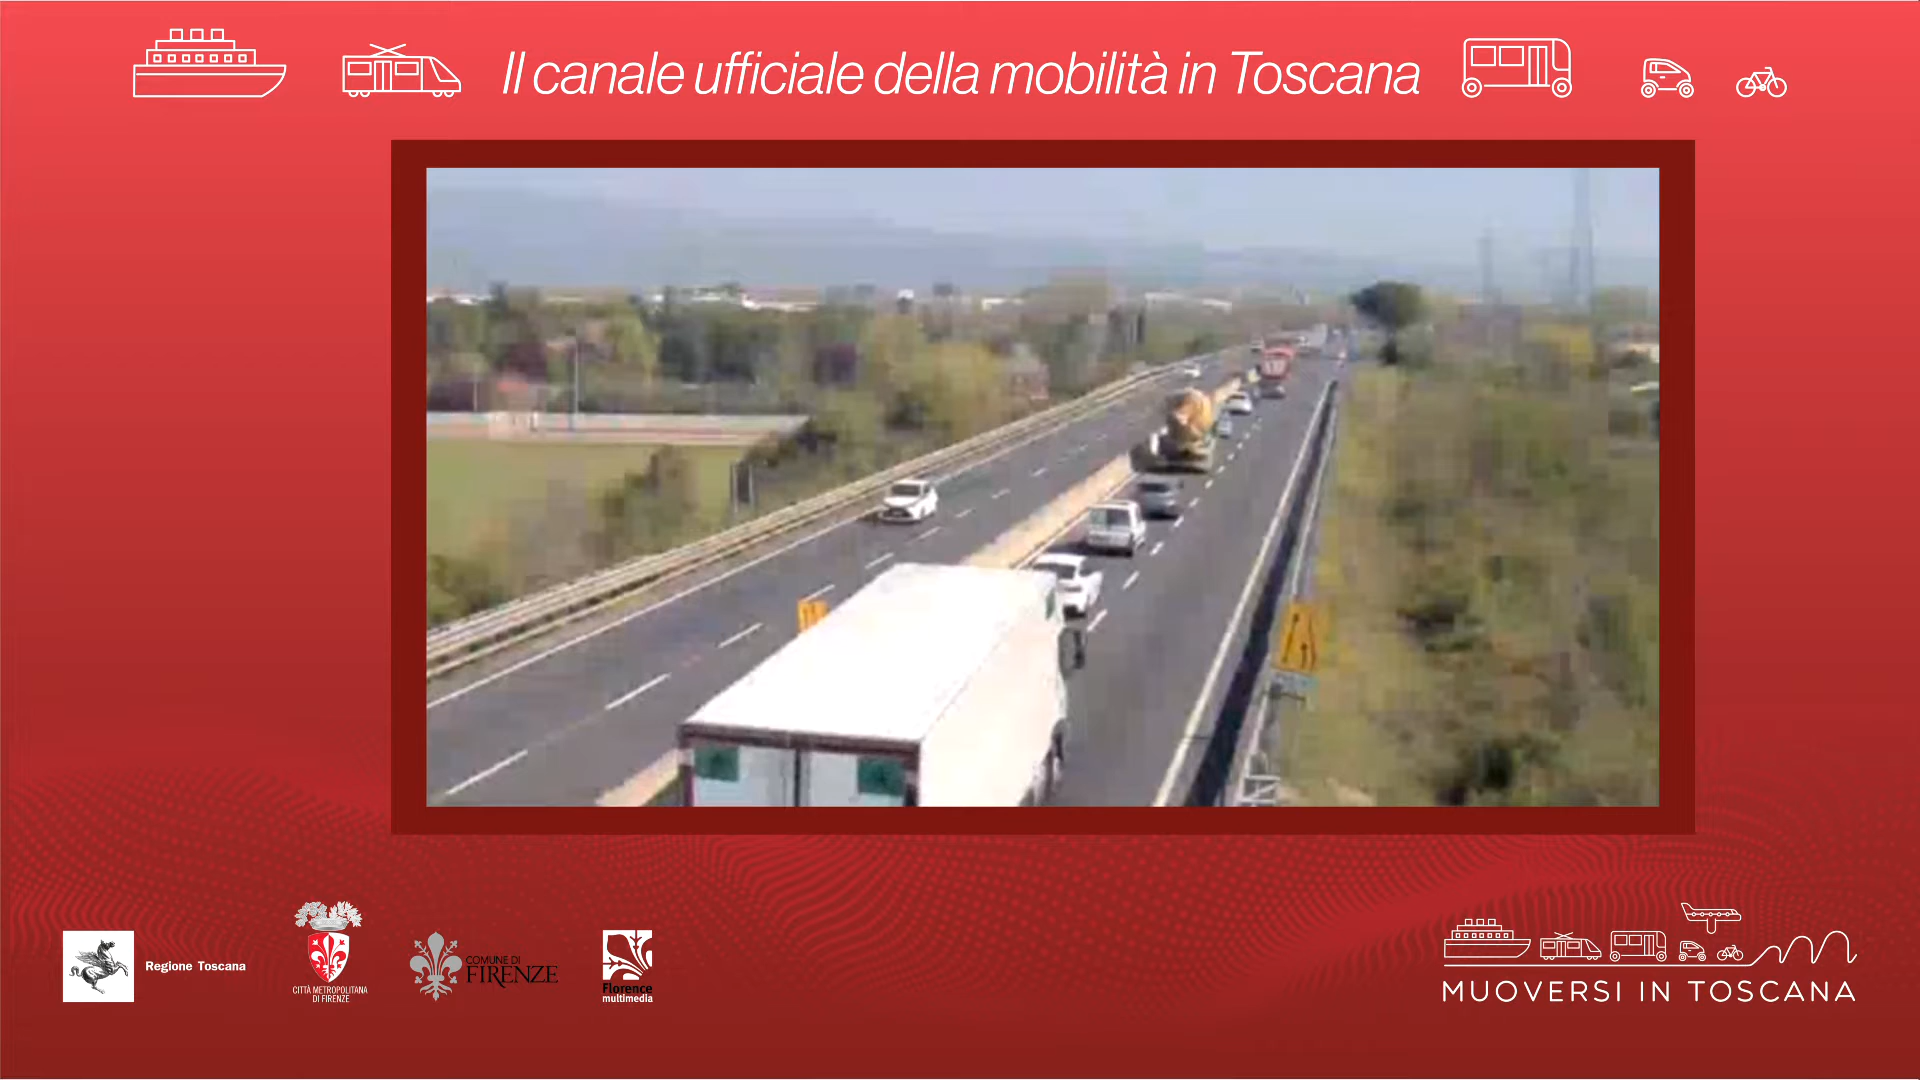 Il canale ufficiale della mobilità in Toscana
Regione Toscana
CITTÀ METROPOLITANA
DI FIRENZE
COMUNE DI
FIRENZE
Florence
multimedia
MUOVERSI IN TOSCANA